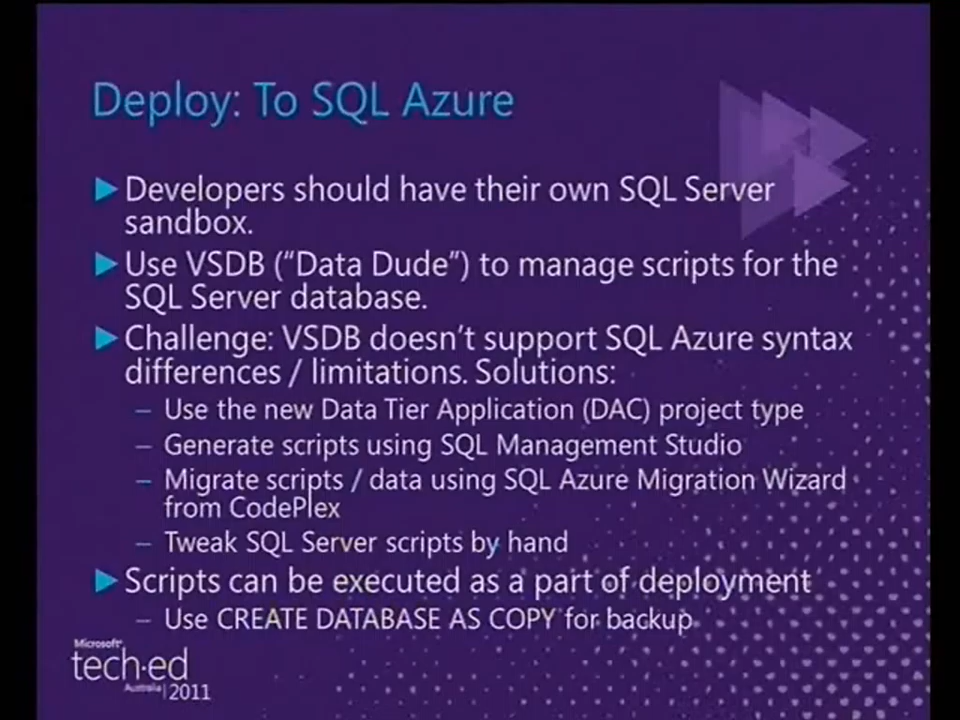 Deploy: To SQL Azure
Developers should have their own SQL Server
sandbox.
Use VSDB (“Data Dude”) to manage scripts for the
SQL Server database.
Challenge: VSDB doesn’t support SQL Azure syntax
differences / limitations. Solutions:
– Use the new Data Tier Application (DAC) project type
– Generate scripts using SQL Management Studio
– Migrate scripts / data using SQL Azure Migration Wizard
from CodePlex
– Tweak SQL Server scripts by hand
Scripts can be executed as a part of deployment
– Use CREATE DATABASE AS COPY for backup
Microsoft®
tech·ed
Australia | 2011